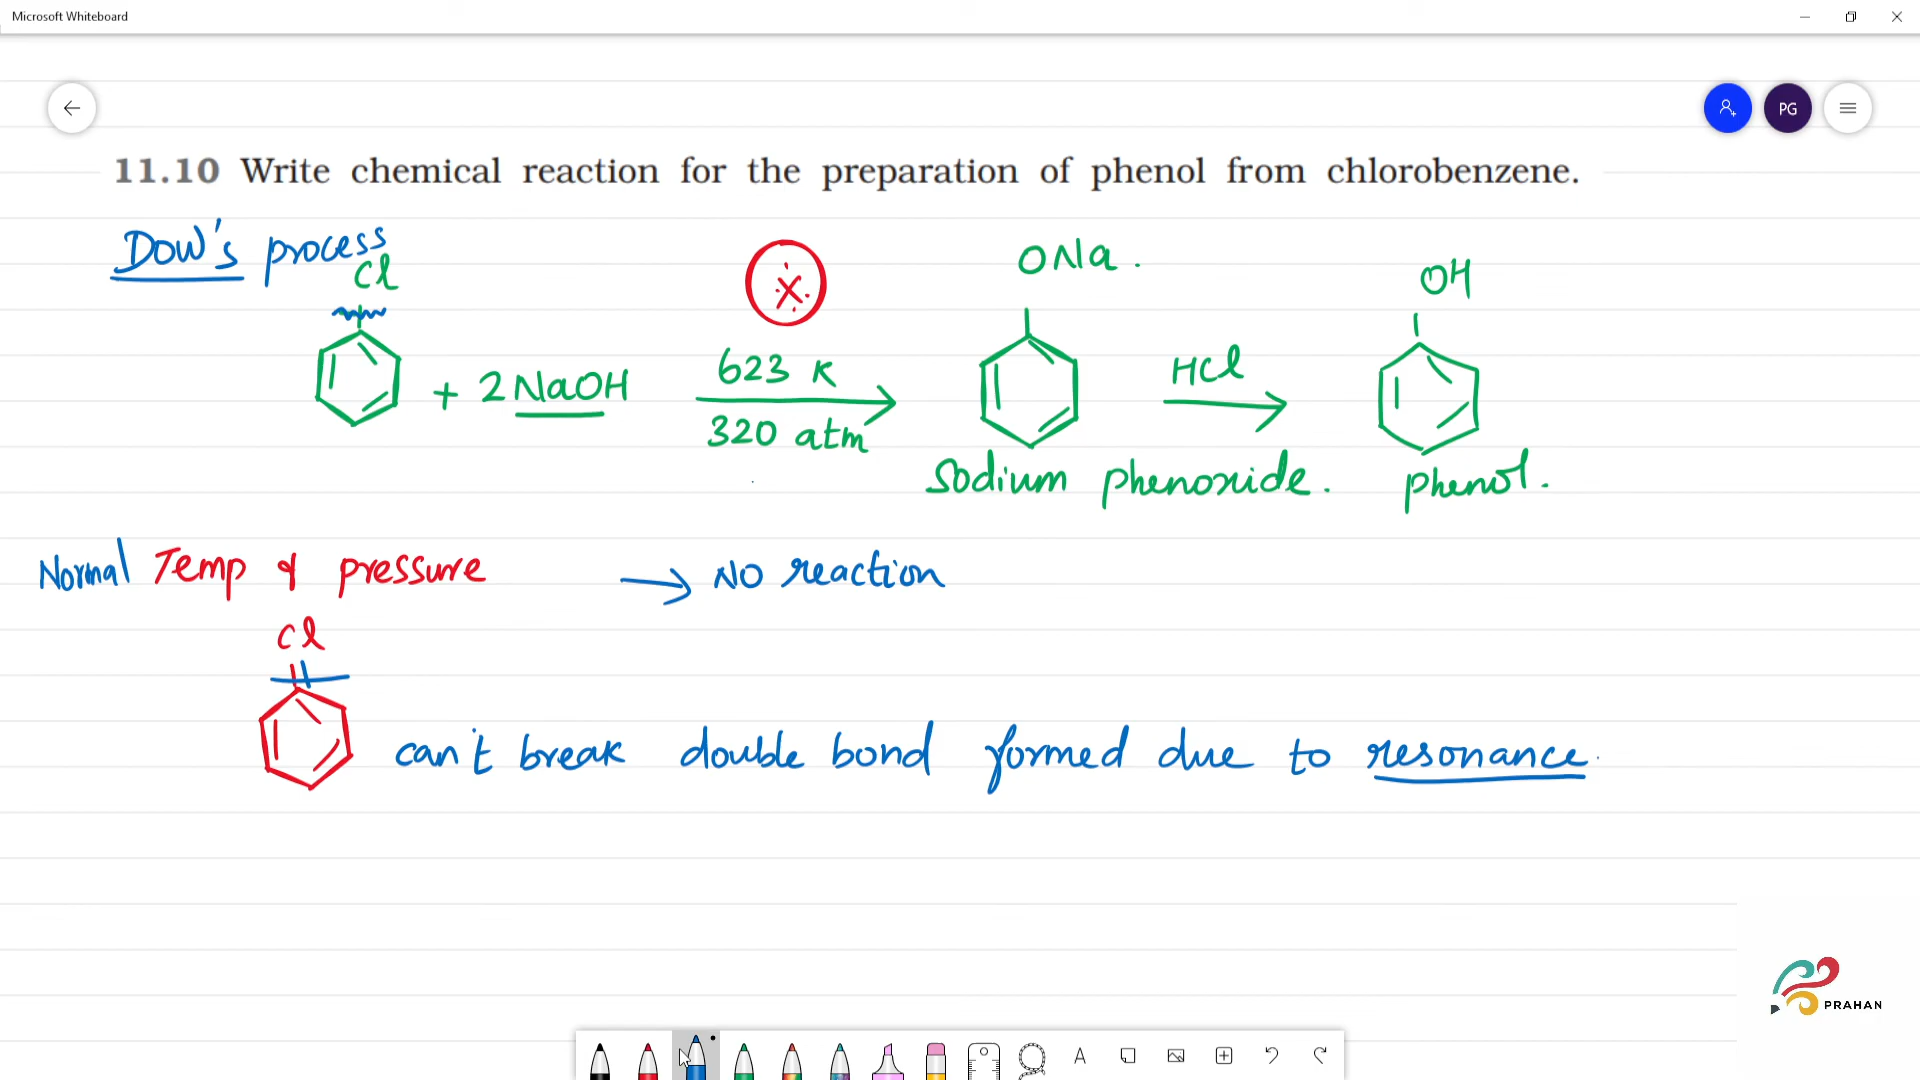 Microsoft Whiteboard
PG
11.10 Write chemical reaction for the preparation of phenol from chlorobenzene.
Dow's process
Cl
ONa.
OH
+ 2NaOH
623 K
320 atm
HCl
Sodium phenoxide.
phenol.
Normal Temp & pressure → No reaction
Cl
can't break double bond formed due to resonance.
PRAHAN
A